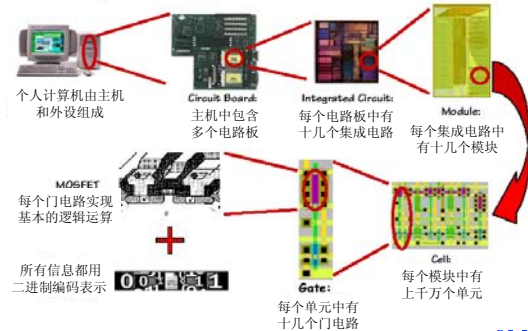 个人计算机由主机
和外设组成
Circuit Board:
主机中包含
多个电路板
Integrated Circuit:
每个电路板中有
十几个集成电路
Module:
每个集成电路中
有十几个模块
Cell:
每个模块中有
上千万个单元
Gate:
每个单元中有
十几个门电路
MOSFET
每个门电路实现
基本的逻辑运算
+
所有信息都用
二进制编码表示